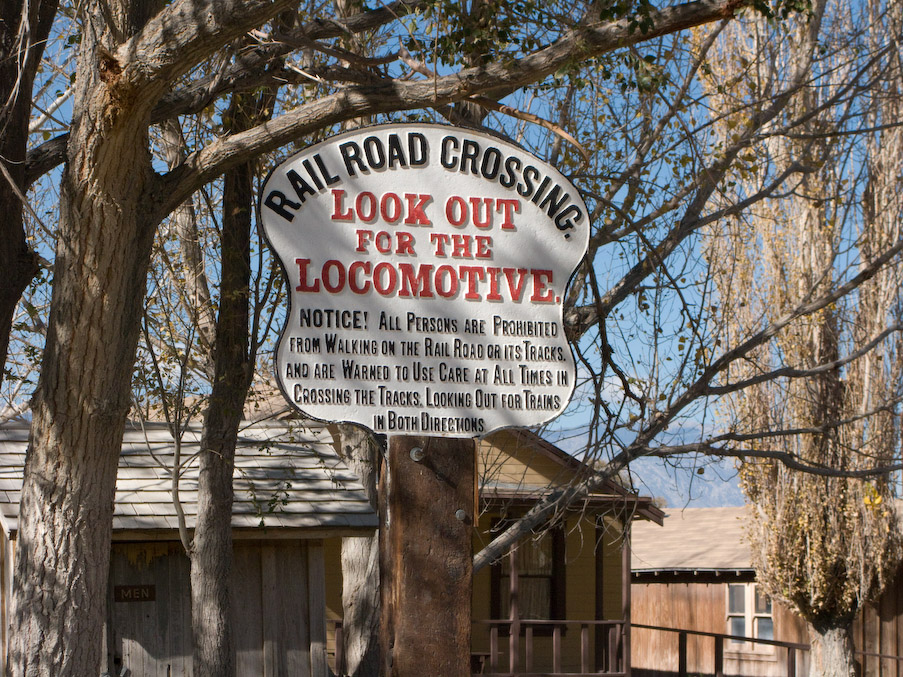 RAIL ROAD CROSSING.
LOOK OUT
FOR THE
LOCOMOTIVE.
NOTICE! ALL PERSONS ARE PROHIBITED
FROM WALKING ON THE RAIL ROAD OR ITS TRACKS,
AND ARE WARNED TO USE CARE AT ALL TIMES IN
CROSSING THE TRACKS, LOOKING OUT FOR TRAINS
IN BOTH DIRECTIONS
MEN